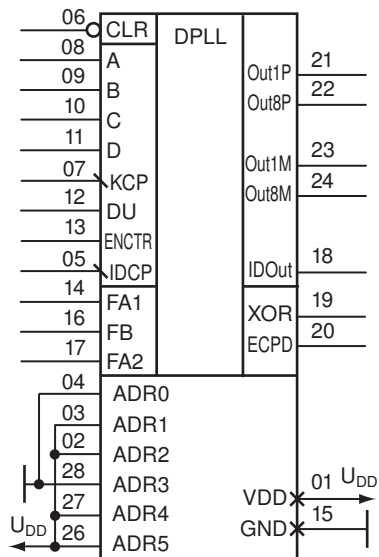 06 CLR DPLL
08 A
Out1P 21
09 B
Out8P 22
10 C
11 D
Out1M 23
07 KCP
Out8M 24
12 DU
13 ENCTR
05 IDCP
IDOut 18
14 FA1
XOR 19
16 FB
ECPD 20
17 FA2
04 ADR0
03 ADR1
02 ADR2
28 ADR3
VDD 01 UDD
27 ADR4
GND 15
UDD 26 ADR5